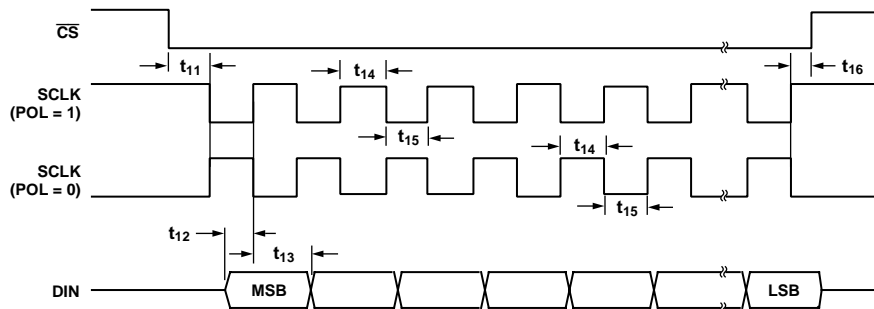 CS
t11
t14
t16
SCLK
(POL = 1)
t15
t14
SCLK
(POL = 0)
t15
t12
t13
DIN
MSB
LSB